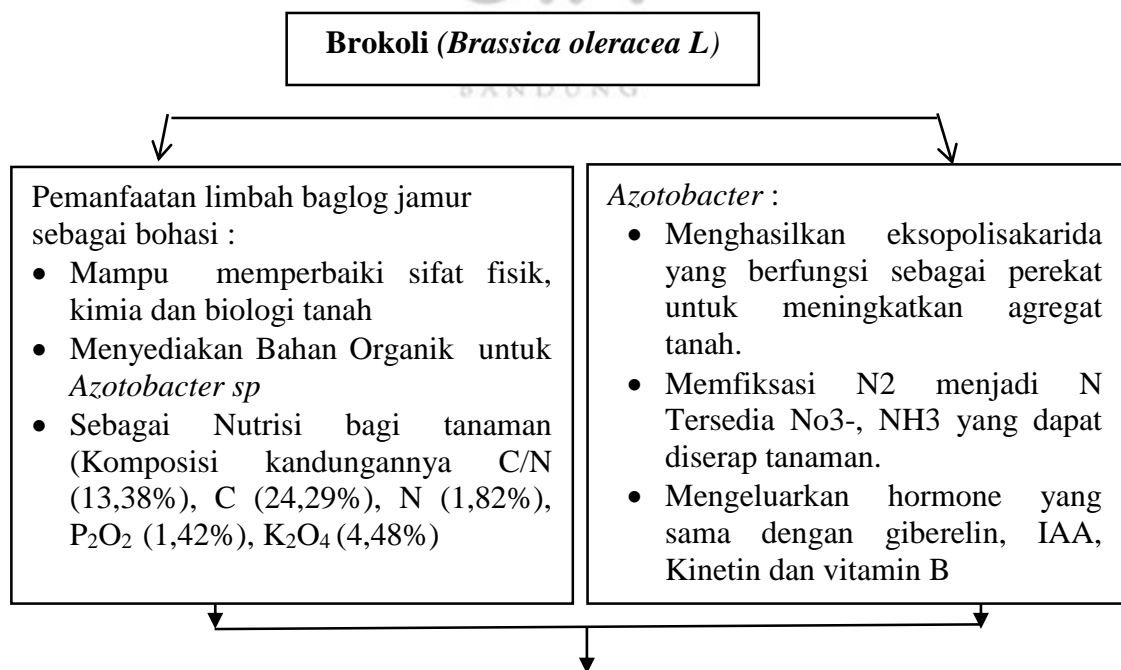 Brokoli (Brassica oleracea L)
BANDUNG
Pemanfaatan limbah baglog jamur
sebagai bohasi :
• Mampu memperbaiki sifat fisik,
kimia dan biologi tanah
• Menyediakan Bahan Organik untuk
Azotobacter sp
• Sebagai Nutrisi bagi tanaman
(Komposisi kandungannya C/N
(13,38%), C (24,29%), N (1,82%),
P₂O₂ (1,42%), K₂O₄ (4,48%)
Azotobacter :
• Menghasilkan eksopolisakarida
yang berfungsi sebagai perekat
untuk meningkatkan agregat
tanah.
• Memfiksasi N2 menjadi N
Tersedia No3-, NH3 yang dapat
diserap tanaman.
• Mengeluarkan hormone yang
sama dengan giberelin, IAA,
Kinetin dan vitamin B